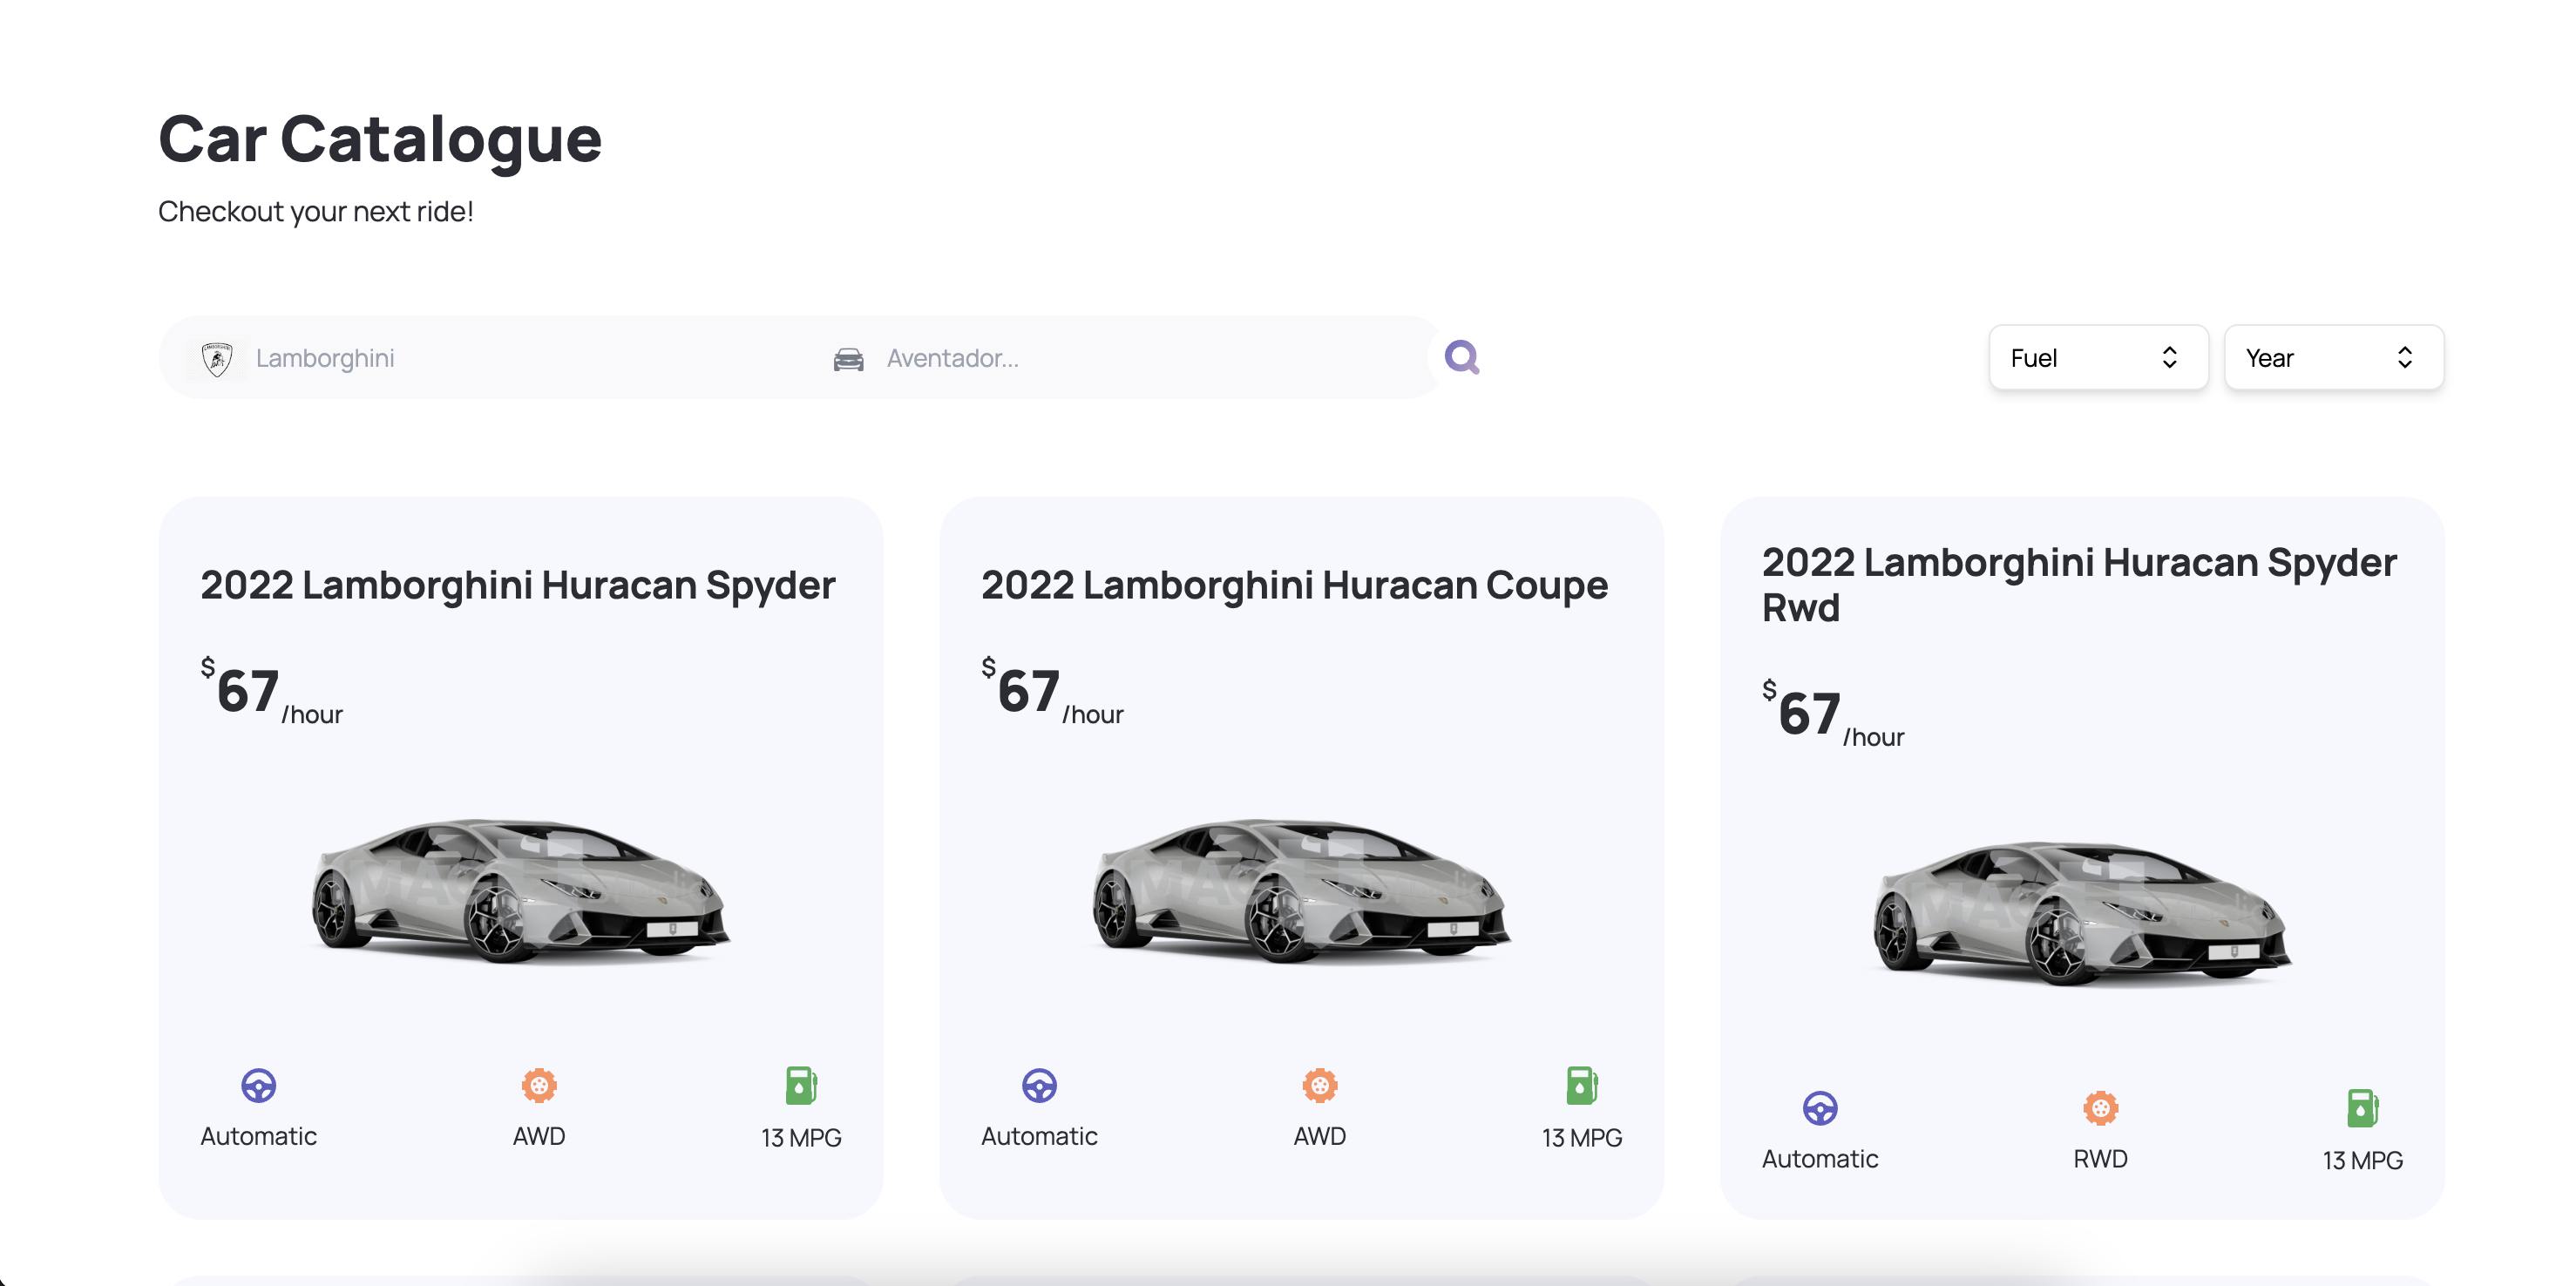 Car Catalogue
Checkout your next ride!
Lamborghini
Aventador...
Fuel
Year
2022 Lamborghini Huracan Spyder
$67/hour
Automatic
AWD
13 MPG
2022 Lamborghini Huracan Coupe
$67/hour
Automatic
AWD
13 MPG
2022 Lamborghini Huracan Spyder
Rwd
$67/hour
Automatic
RWD
13 MPG